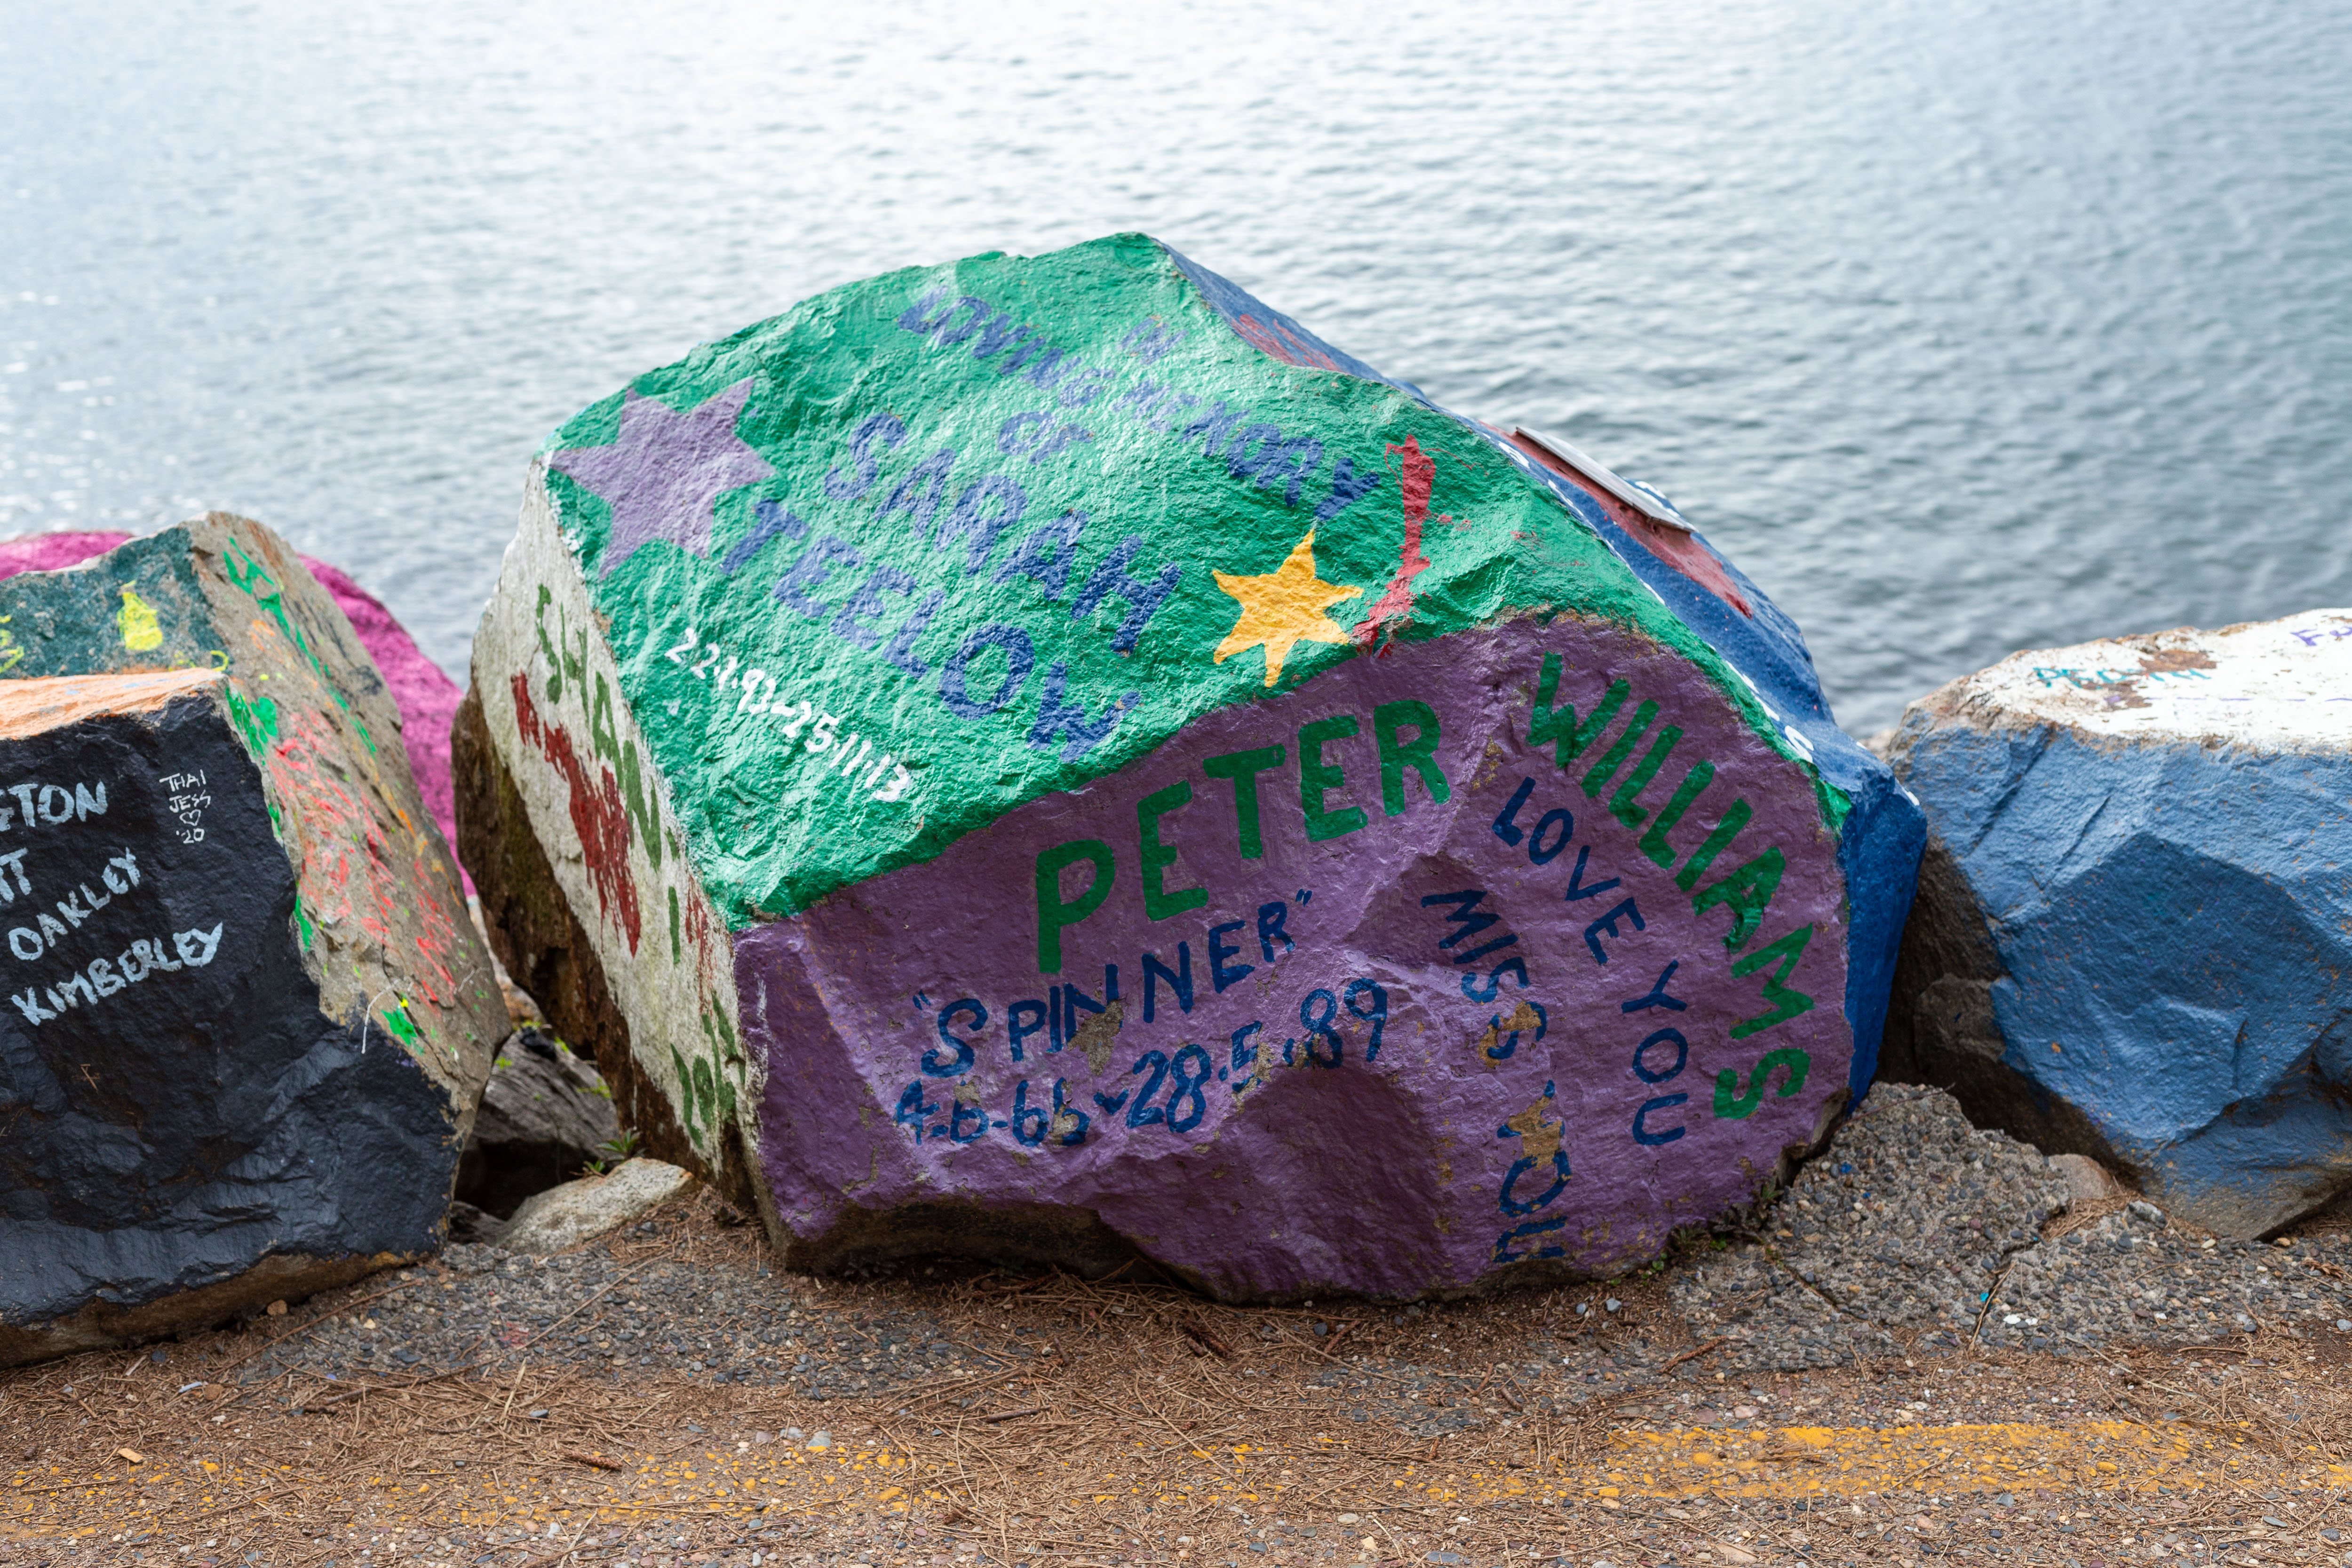 IN
LOVING MEMORY
OF
SARAH
TEELOW
22.1.93-25.11.13
PETER WILLIAMS
"SPINNER"
4-6-66-28.5.89
LOVE YOU
MISS YOU
THAI
JESS
'20
OAKLEY
KIMBERLEY